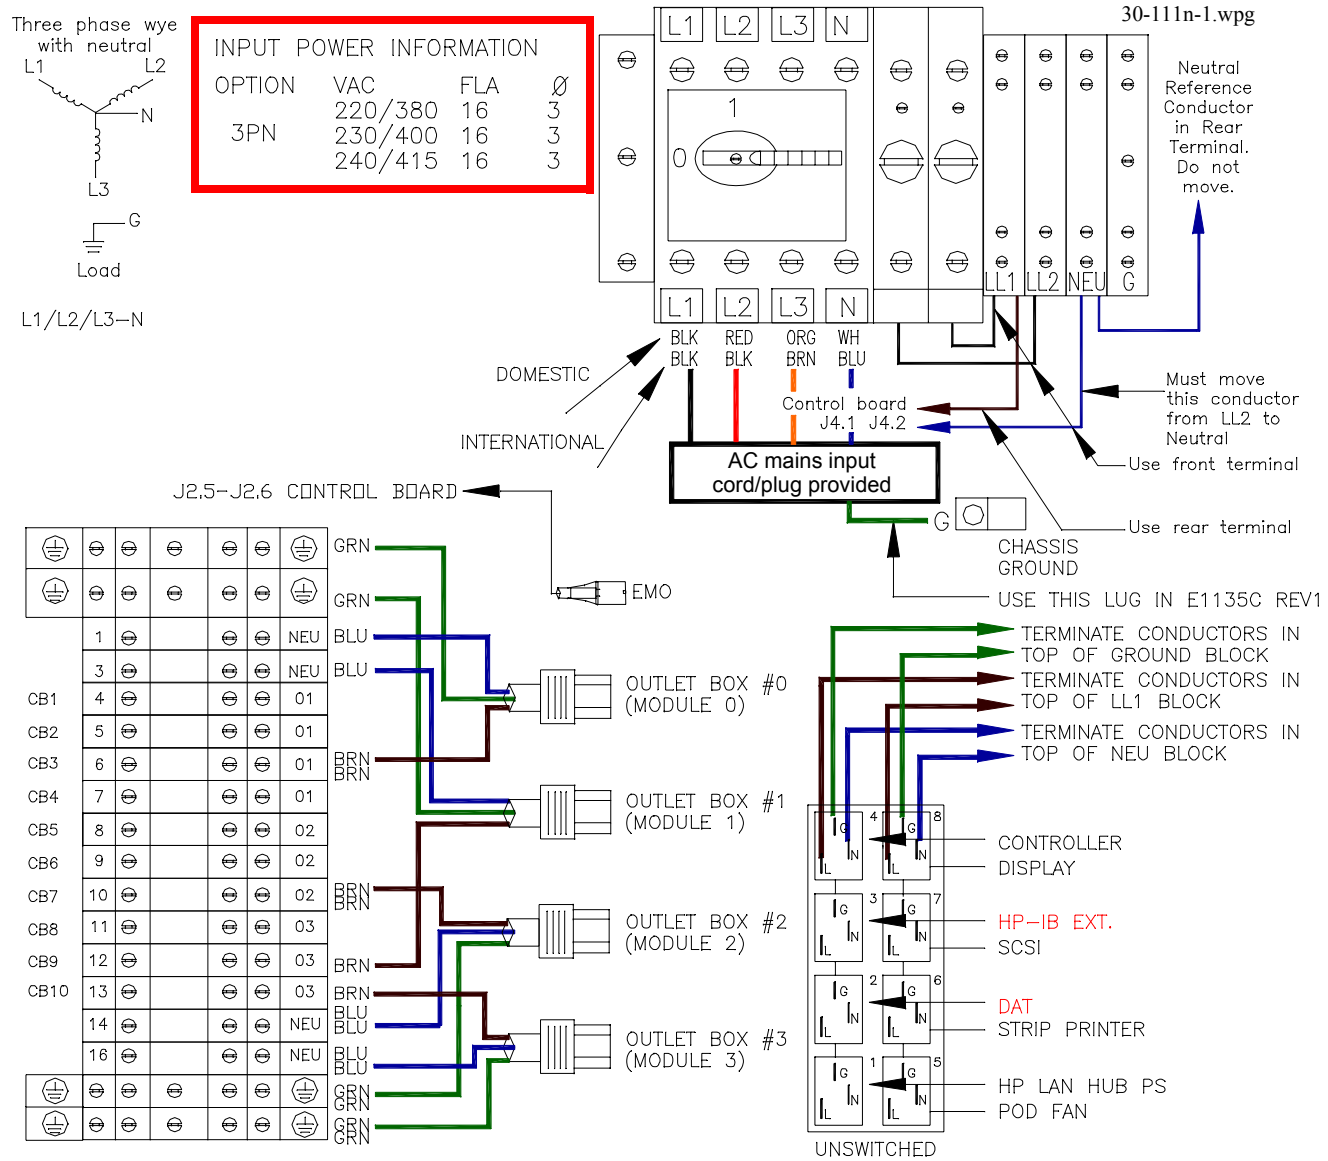 30-111n-1.wpg
Three phase wye
with neutral
L1
L2
N
L3
G
Load
L1/L2/L3-N
INPUT POWER INFORMATION
OPTION VAC FLA Ø
220/380 16 3
3PN 230/400 16 3
240/415 16 3
L1 L2 L3 N
1
0
LL1 LL2 NEU G
L1 L2 L3 N
BLK RED ORG WH
BLK BLK BRN BLU
DOMESTIC
INTERNATIONAL
Neutral
Reference
Conductor
in Rear
Terminal.
Do not
move.
Control board
J4.1 J4.2
Must move
this conductor
from LL2 to
Neutral
Use front terminal
Use rear terminal
AC mains input
cord/plug provided
G
CHASSIS
GROUND
USE THIS LUG IN E1135C REV1
J2.5-J2.6 CONTROL BOARD
EMO
GRN
GRN
1 NEU BLU
3 NEU BLU
CB1 4 01
CB2 5 01
CB3 6 01 BRN
BRN
CB4 7 01
CB5 8 02
CB6 9 02
CB7 10 02 BRN
BRN
CB8 11 03
CB9 12 03 BRN
CB10 13 03 BRN
14 NEU BLU
BLU
16 NEU BLU
BLU
GRN
GRN
GRN
GRN
OUTLET BOX #0
(MODULE 0)
OUTLET BOX #1
(MODULE 1)
OUTLET BOX #2
(MODULE 2)
OUTLET BOX #3
(MODULE 3)
TERMINATE CONDUCTORS IN
TOP OF GROUND BLOCK
TERMINATE CONDUCTORS IN
TOP OF LL1 BLOCK
TERMINATE CONDUCTORS IN
TOP OF NEU BLOCK
G 4 G 8
L N L N
CONTROLLER
DISPLAY
G 3 G 7
L N L N
HP-IB EXT.
SCSI
G 2 G 6
L N L N
DAT
STRIP PRINTER
G 1 G 5
L N L N
HP LAN HUB PS
POD FAN
UNSWITCHED